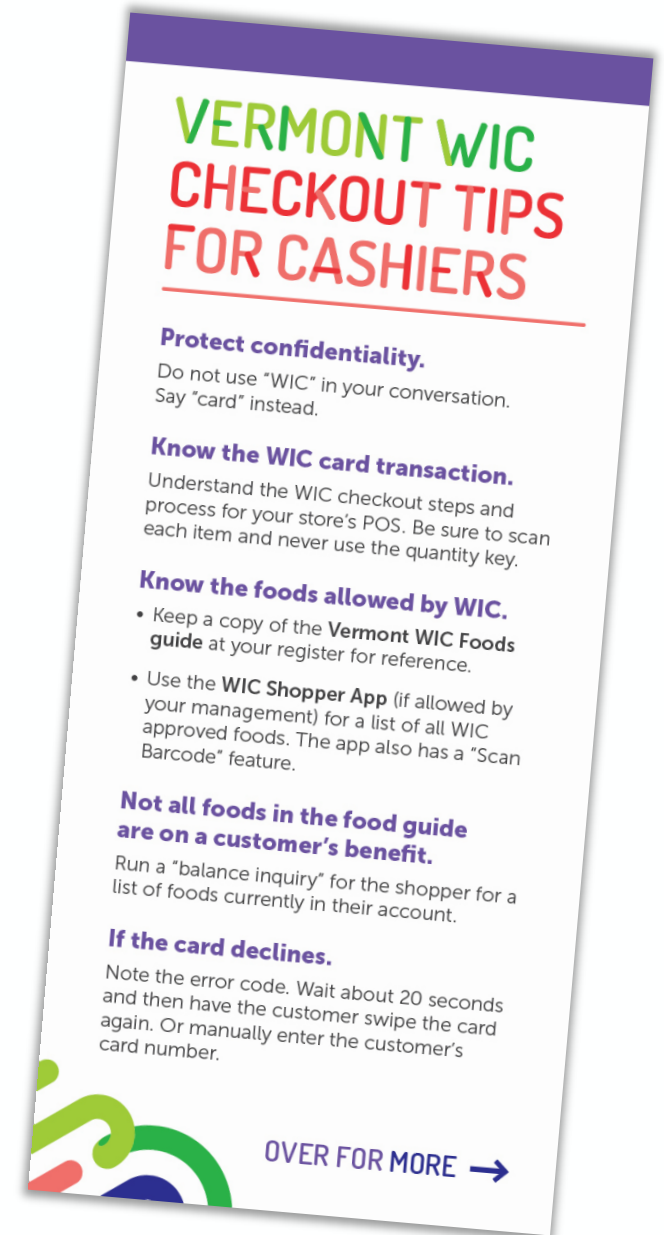 VERMONT WIC
CHECKOUT TIPS
FOR CASHIERS
Protect confidentiality.
Do not use “WIC” in your conversation.
Say “card” instead.
Know the WIC card transaction.
Understand the WIC checkout steps and
process for your store’s POS. Be sure to scan
each item and never use the quantity key.
Know the foods allowed by WIC.
• Keep a copy of the Vermont WIC Foods
guide at your register for reference.
• Use the WIC Shopper App (if allowed by
your management) for a list of all WIC
approved foods. The app also has a “Scan
Barcode” feature.
Not all foods in the food guide
are on a customer’s benefit.
Run a “balance inquiry” for the shopper for a
list of foods currently in their account.
If the card declines.
Note the error code. Wait about 20 seconds
and then have the customer swipe the card
again. Or manually enter the customer’s
card number.
OVER FOR MORE →